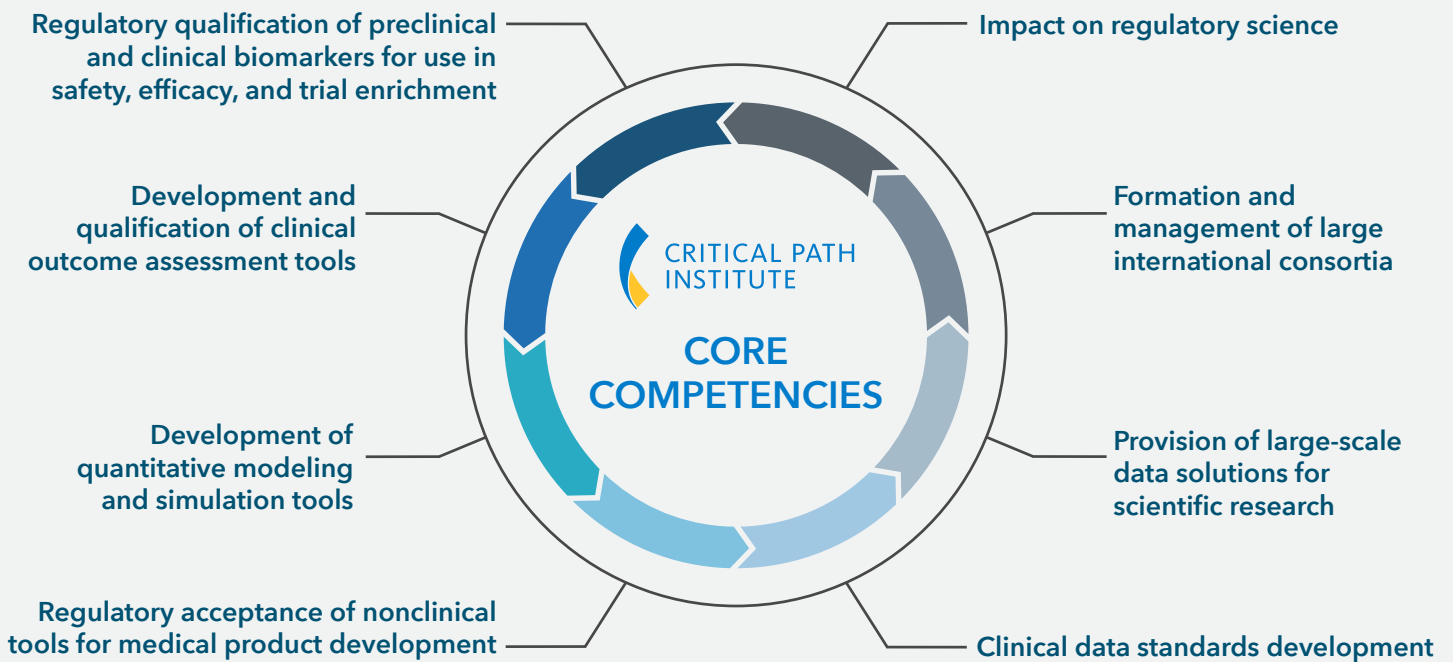 Regulatory qualification of preclinical
and clinical biomarkers for use in
safety, efficacy, and trial enrichment
Impact on regulatory science
Development and
qualification of clinical
outcome assessment tools
Formation and
management of large
international consortia
CRITICAL PATH
INSTITUTE
CORE
COMPETENCIES
Development of
quantitative modeling
and simulation tools
Provision of large-scale
data solutions for
scientific research
Regulatory acceptance of nonclinical
tools for medical product development
Clinical data standards development